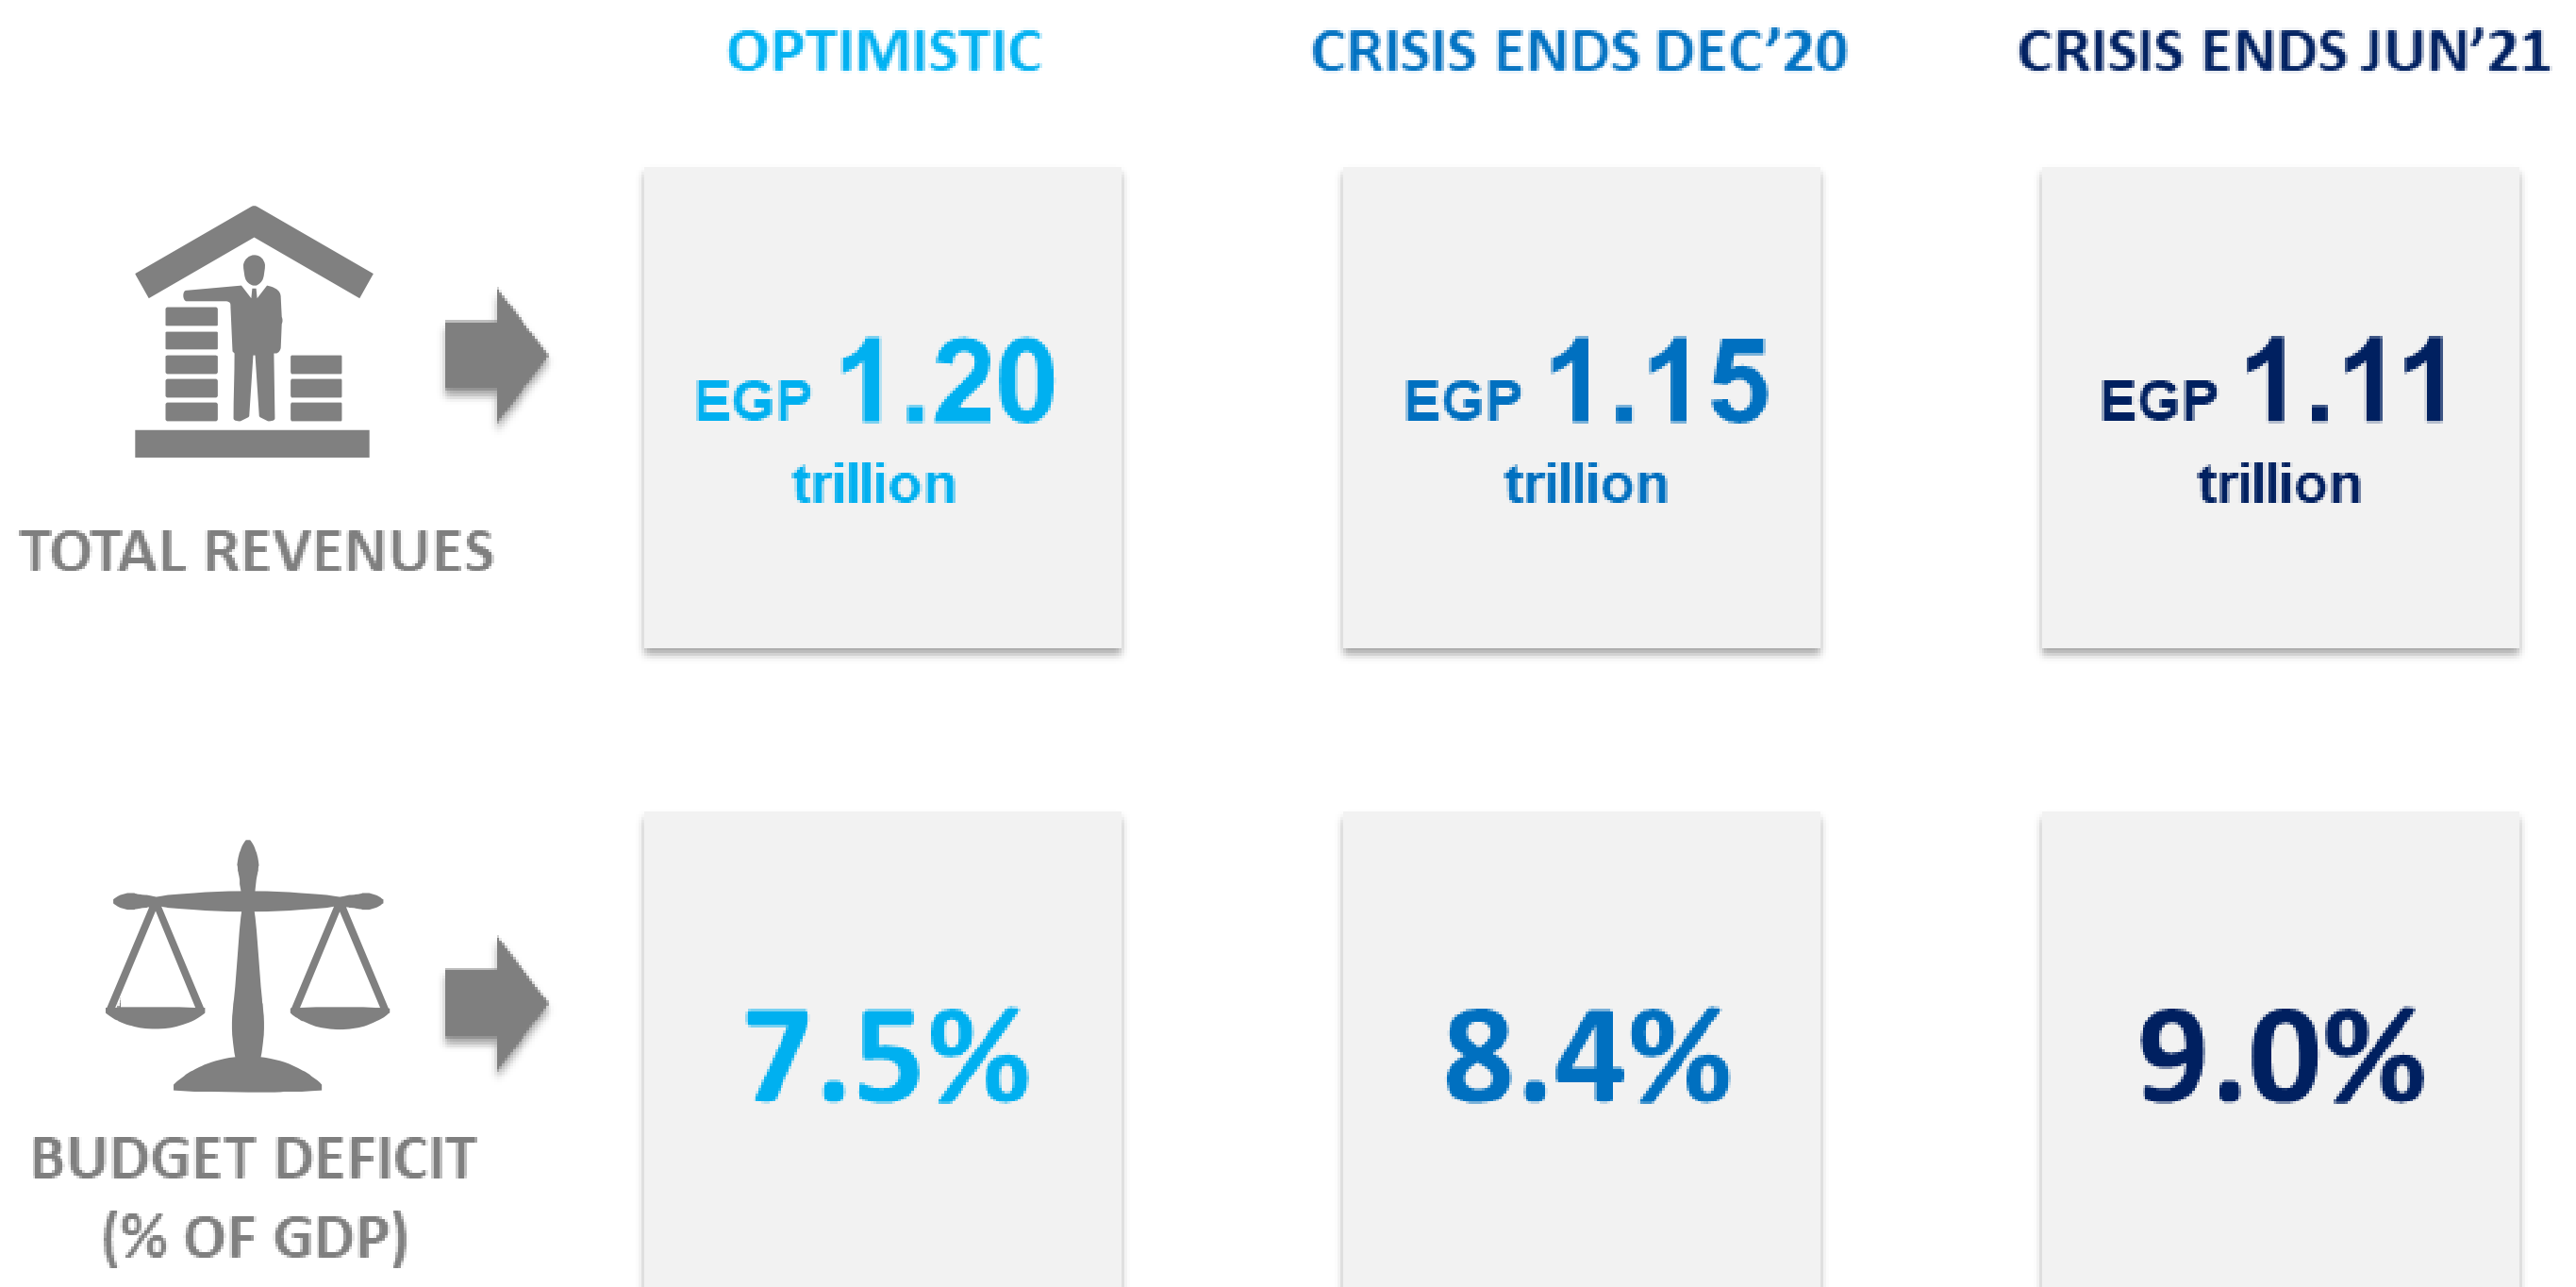 OPTIMISTIC
CRISIS ENDS DEC’20
CRISIS ENDS JUN’21
TOTAL REVENUES
EGP 1.20
trillion
EGP 1.15
trillion
EGP 1.11
trillion
BUDGET DEFICIT
(% OF GDP)
7.5%
8.4%
9.0%